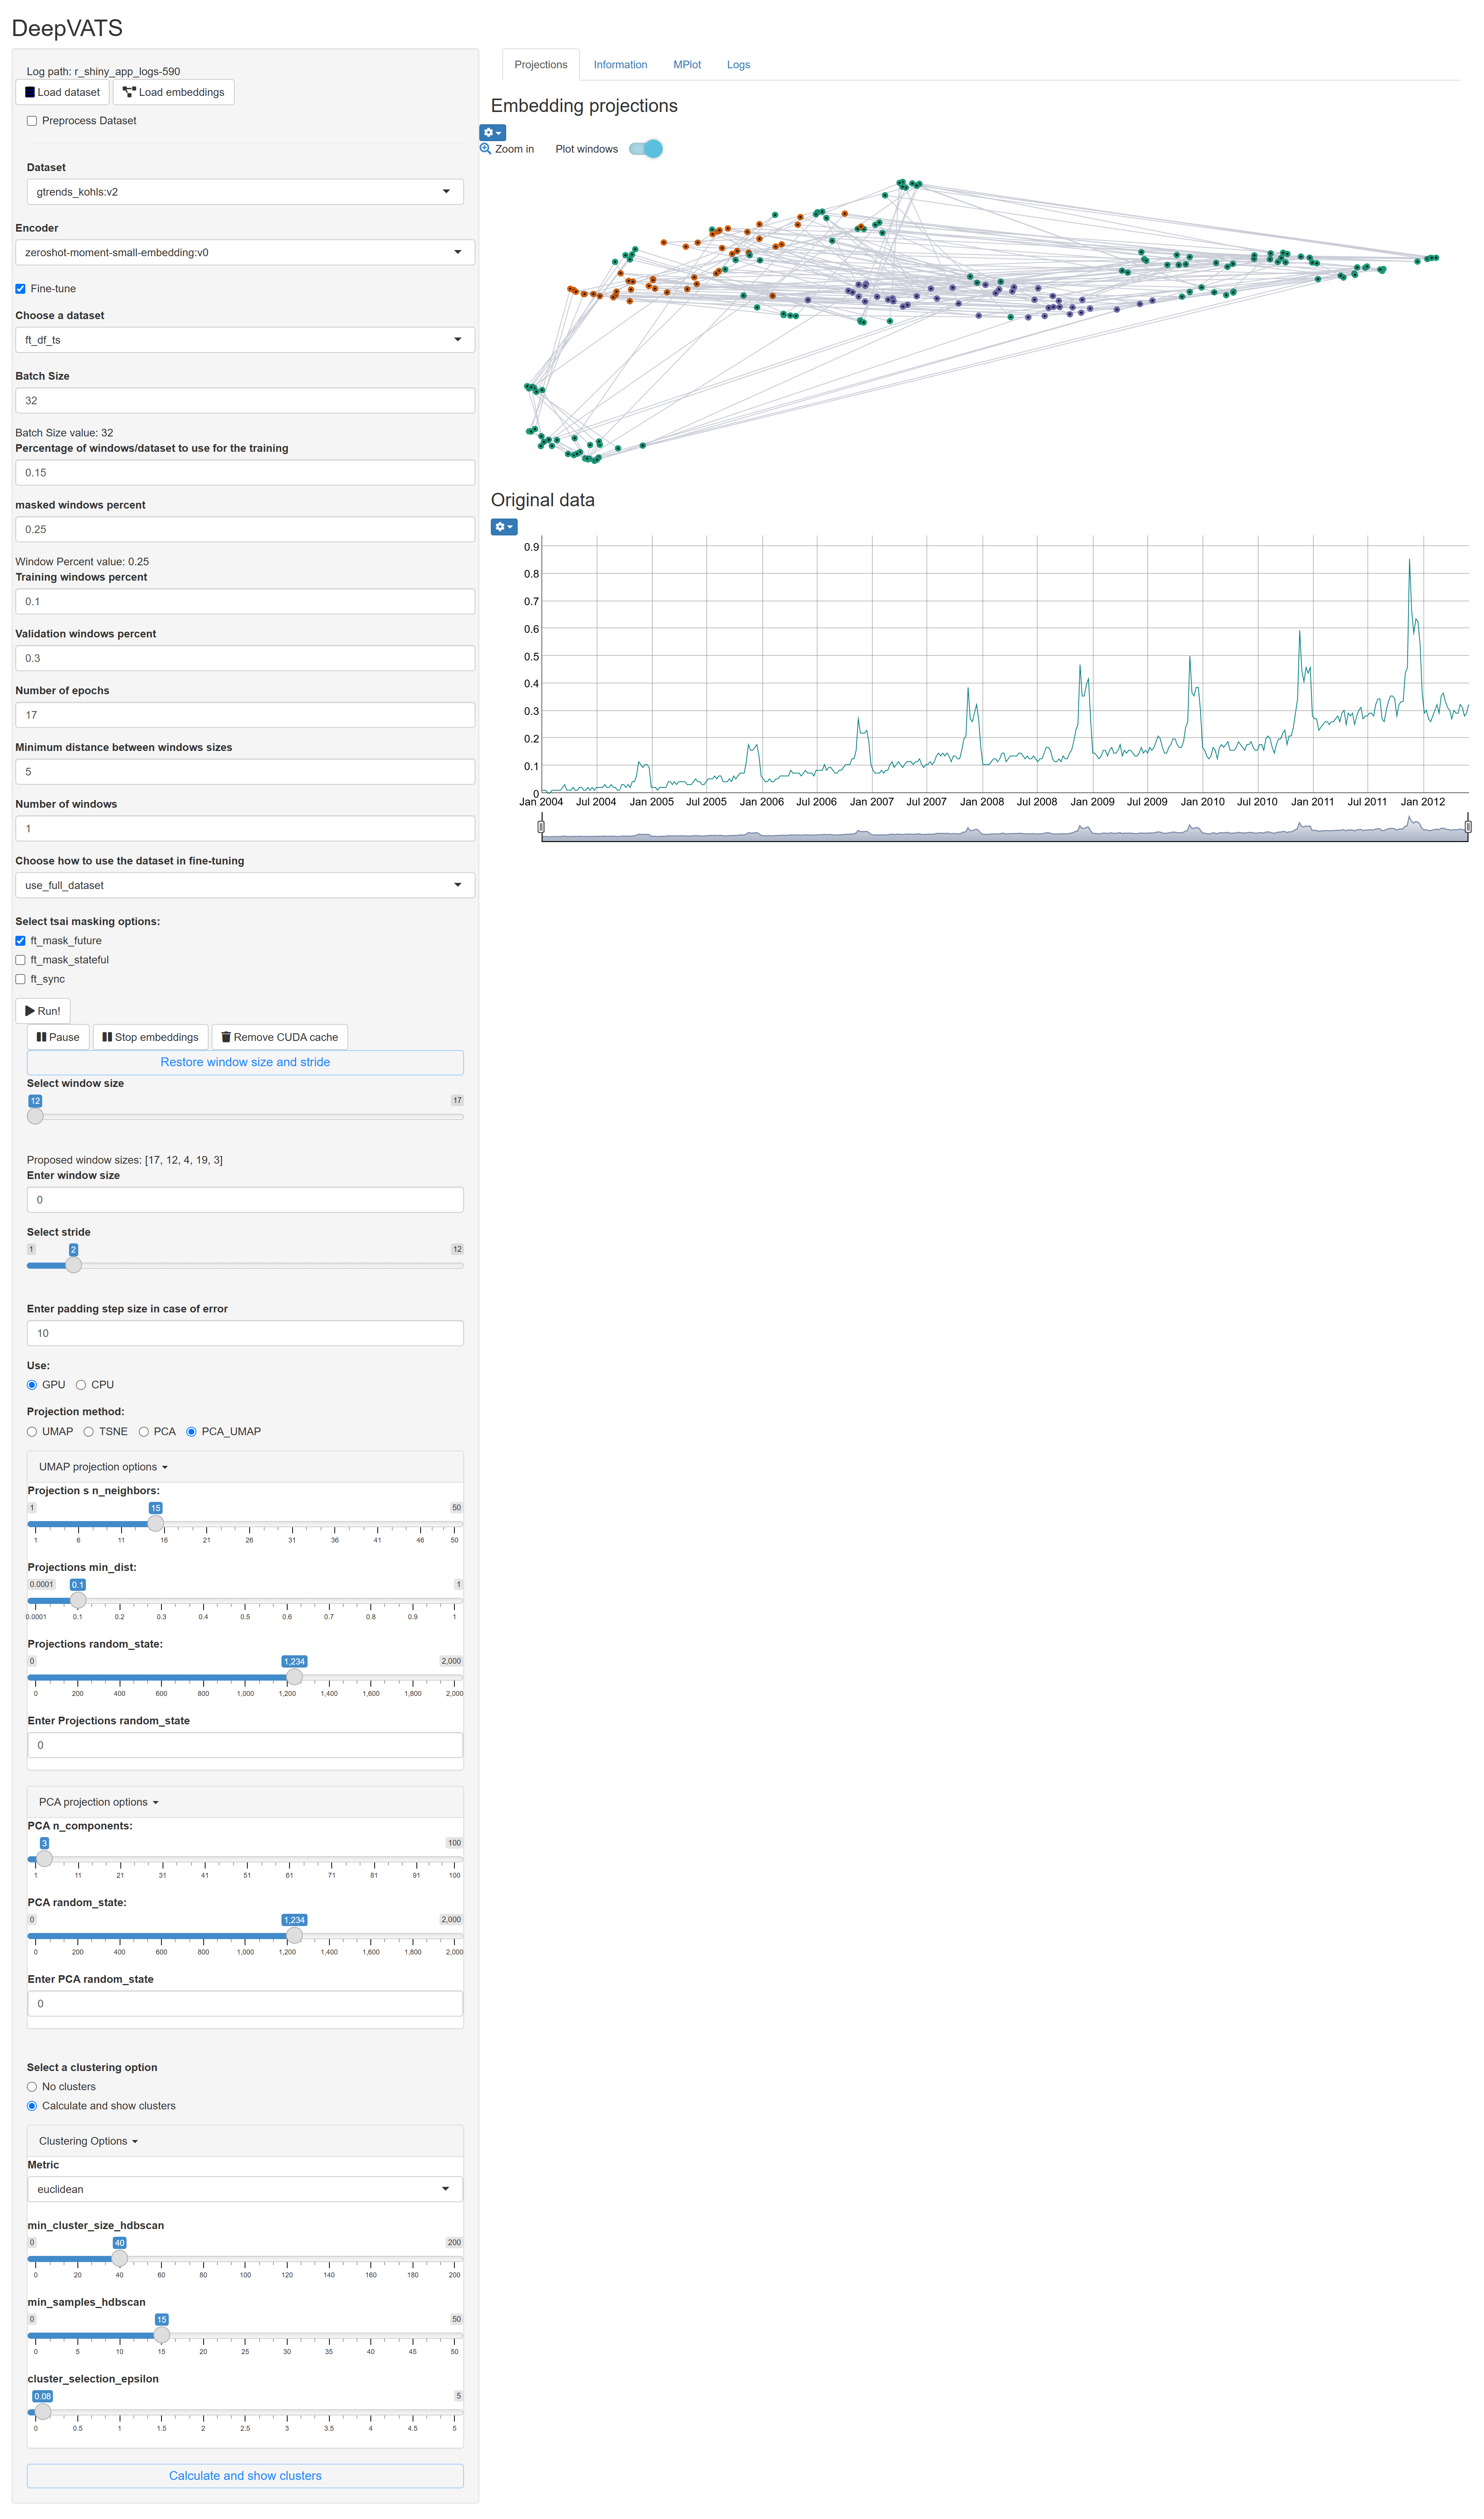 DeepVATS
Log path: r_shiny_app_logs-590
Load dataset Load embeddings
Preprocess Dataset
Dataset
gtrends_kohls:v2
Encoder
zeroshot-moment-small-embedding:v0
Fine-tune
Choose a dataset
ft_df_ts
Batch Size
32
Batch Size value: 32
Percentage of windows/dataset to use for the training
0.15
masked windows percent
0.25
Window Percent value: 0.25
Training windows percent
0.1
Validation windows percent
0.3
Number of epochs
17
Minimum distance between windows sizes
5
Number of windows
1
Choose how to use the dataset in fine-tuning
use_full_dataset
Select tsai masking options:
ft_mask_future
ft_mask_stateful
ft_sync
Run!
Pause Stop embeddings Remove CUDA cache
Restore window size and stride
Select window size
12 17
Proposed window sizes: [17, 12, 4, 19, 3]
Enter window size
0
Select stride
1 2 12
Enter padding step size in case of error
10
Use:
GPU CPU
Projection method:
UMAP TSNE PCA PCA_UMAP
UMAP projection options
Projection s n_neighbors:
1 15 50
1 6 11 16 21 26 31 36 41 46 50
Projections min_dist:
0.0001 0.1 1
0.0001 0.1 0.2 0.3 0.4 0.5 0.6 0.7 0.8 0.9 1
Projections random_state:
0 1,234 2,000
0 200 400 600 800 1,000 1,200 1,400 1,600 1,800 2,000
Enter Projections random_state
0
PCA projection options
PCA n_components:
3 100
1 11 21 31 41 51 61 71 81 91 100
PCA random_state:
0 1,234 2,000
0 200 400 600 800 1,000 1,200 1,400 1,600 1,800 2,000
Enter PCA random_state
0
Select a clustering option
No clusters
Calculate and show clusters
Clustering Options
Metric
euclidean
min_cluster_size_hdbscan
0 40 200
0 20 40 60 80 100 120 140 160 180 200
min_samples_hdbscan
0 15 50
0 5 10 15 20 25 30 35 40 45 50
cluster_selection_epsilon
0.08 5
0 0.5 1 1.5 2 2.5 3 3.5 4 4.5 5
Calculate and show clusters
Projections Information MPlot Logs
Embedding projections
Zoom in Plot windows
Original data
0.9
0.8
0.7
0.6
0.5
0.4
0.3
0.2
0.1
0
Jan 2004 Jul 2004 Jan 2005 Jul 2005 Jan 2006 Jul 2006 Jan 2007 Jul 2007 Jan 2008 Jul 2008 Jan 2009 Jul 2009 Jan 2010 Jul 2010 Jan 2011 Jul 2011 Jan 2012